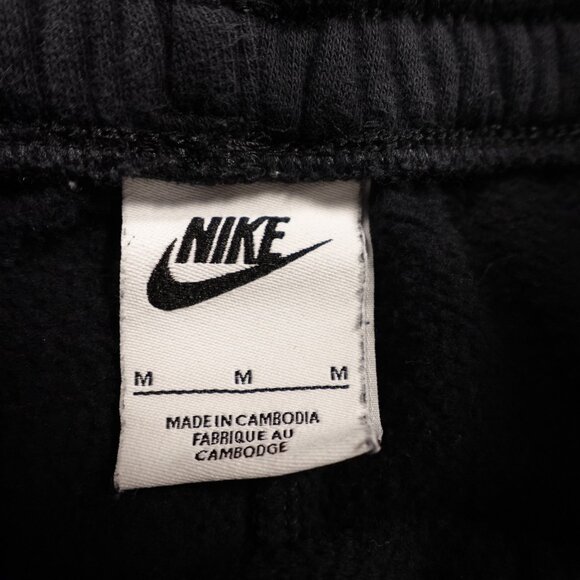 NIKE
M M M
MADE IN CAMBODIA
FABRIQUE AU
CAMBODGE